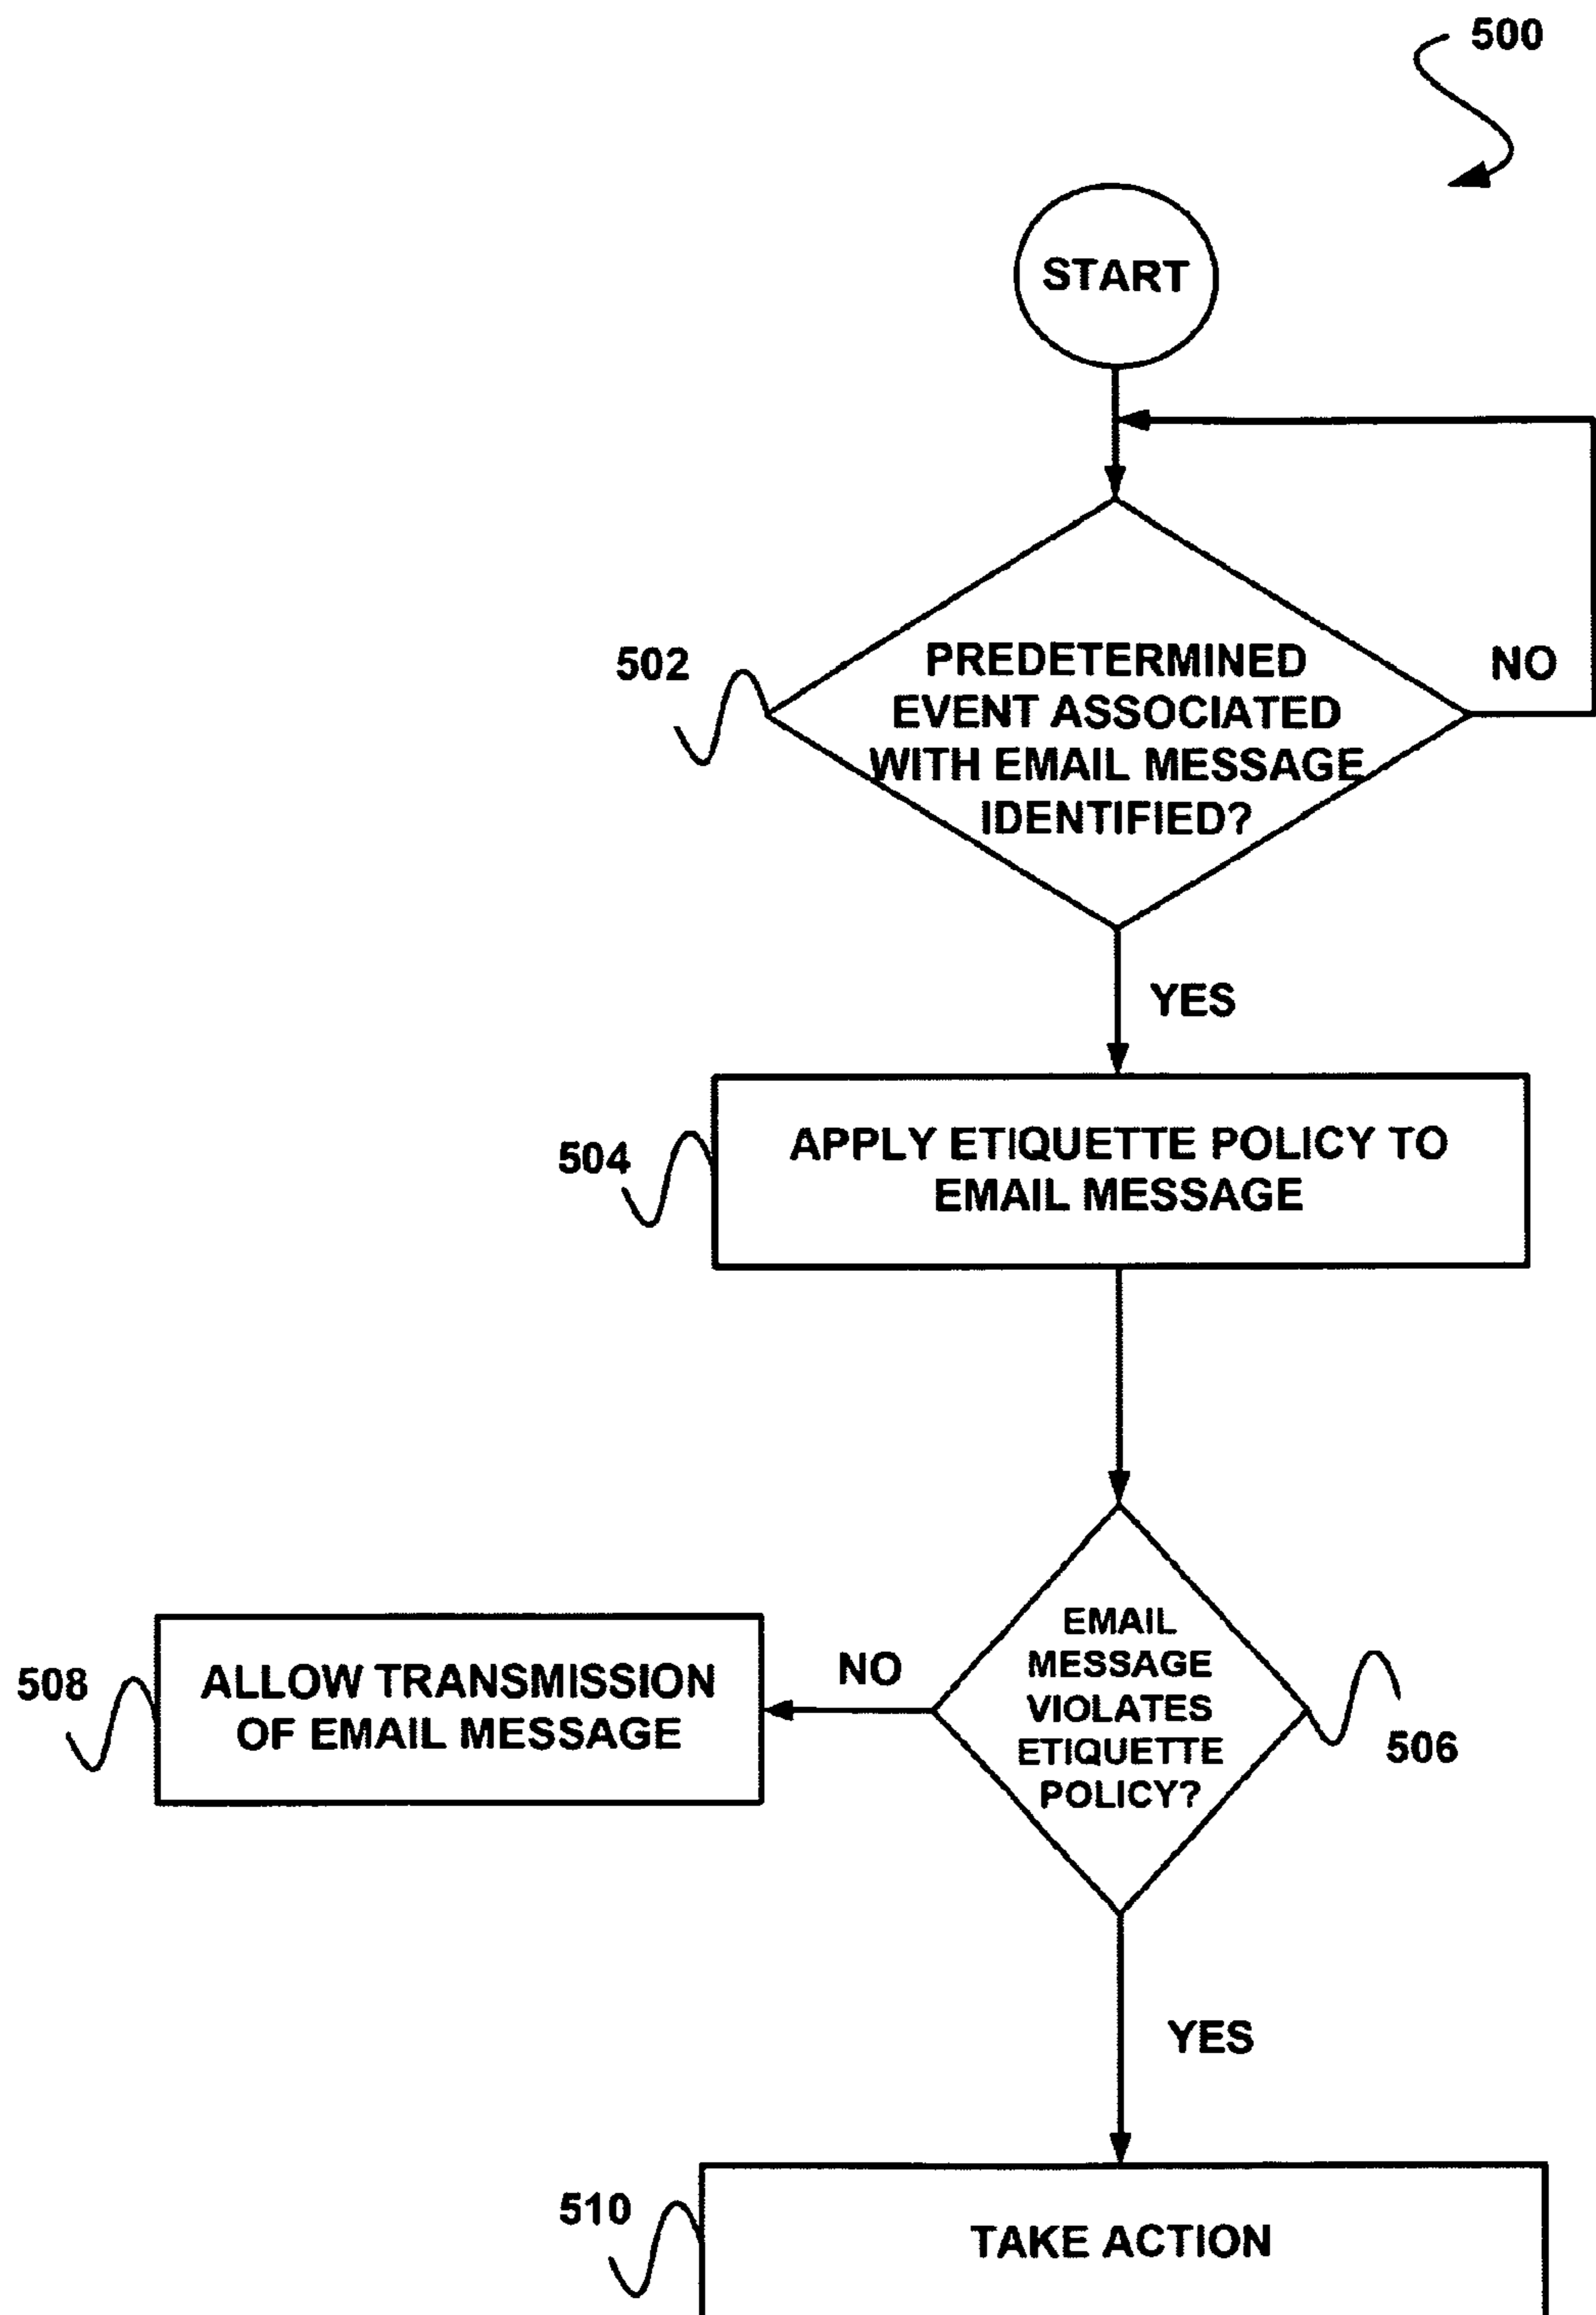 500
START
502
PREDETERMINED
EVENT ASSOCIATED
WITH EMAIL MESSAGE
IDENTIFIED?
NO
YES
504
APPLY ETIQUETTE POLICY TO
EMAIL MESSAGE
508
ALLOW TRANSMISSION
OF EMAIL MESSAGE
NO
EMAIL
MESSAGE
VIOLATES
ETIQUETTE
POLICY?
506
YES
510
TAKE ACTION